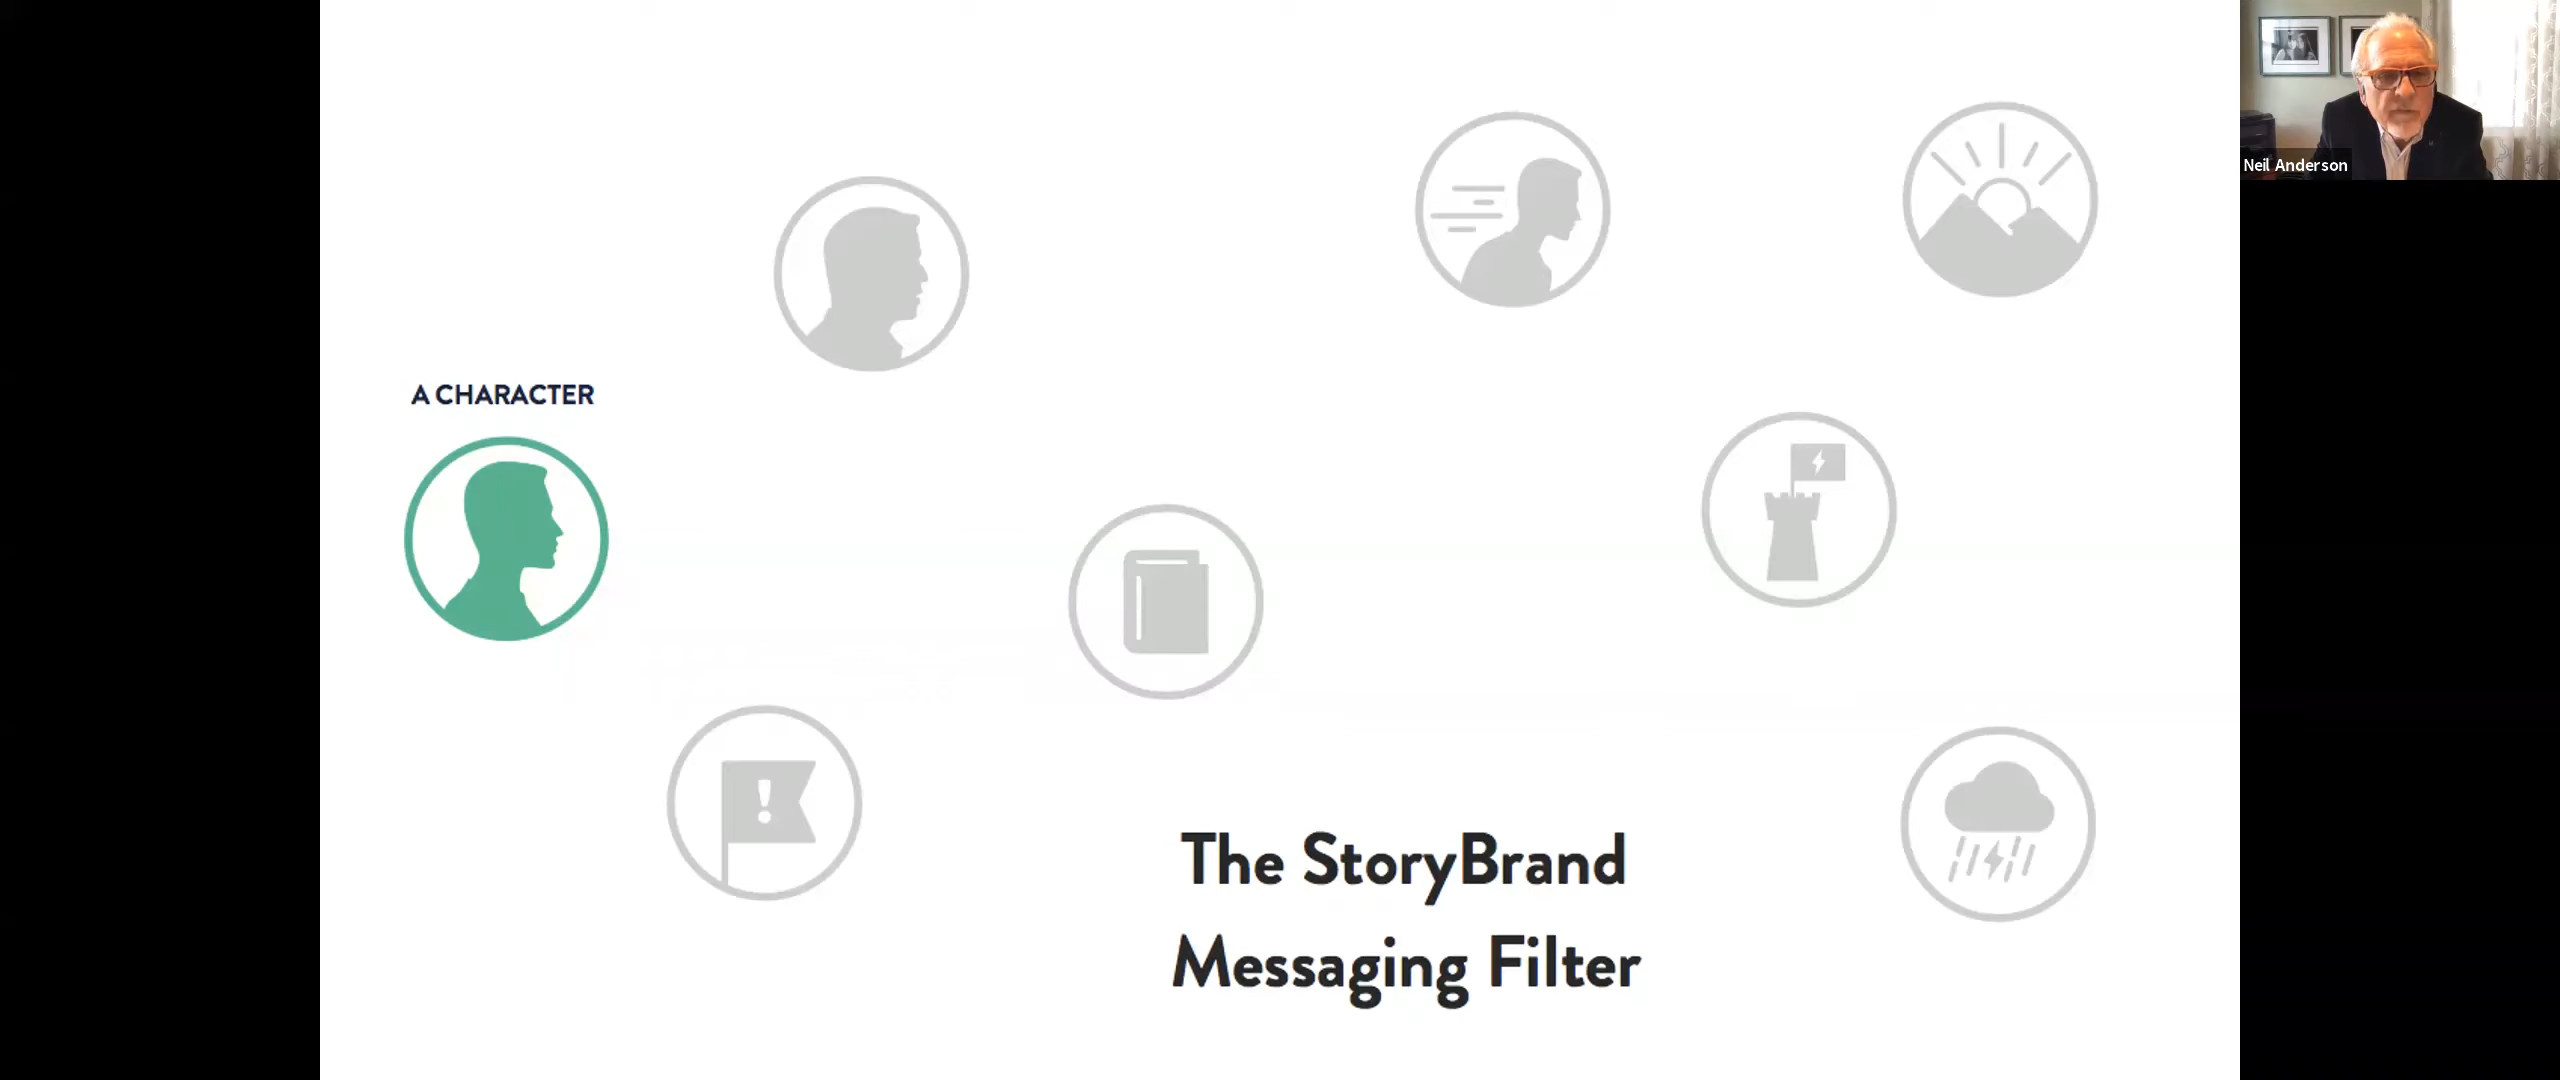 Neil Anderson
A CHARACTER
The StoryBrand
Messaging Filter